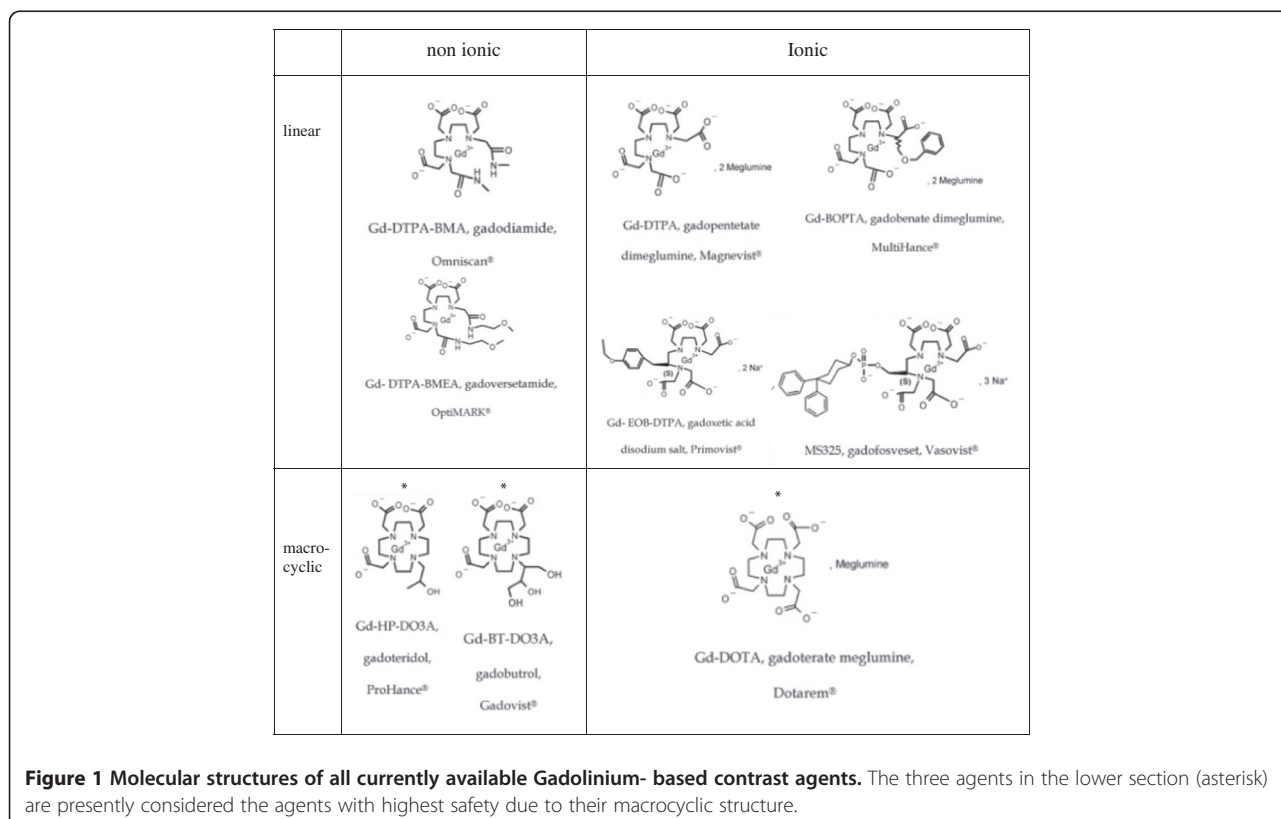 non ionic
Ionic
linear
Gd-DTPA-BMA, gadodiamide,
Omniscan®
Gd- DTPA-BMEA, gadoversetamide,
OptiMARK®
, 2 Meglumine
Gd-DTPA, gadopentetate
dimeglumine, Magnevist®
, 2 Meglumine
Gd-BOPTA, gadobenate dimeglumine,
MultiHance®
(S)
, 2 Na⁺
Gd- EOB-DTPA, gadoxetic acid
disodium salt, Primovist®
(S)
, 3 Na⁺
MS325, gadofosveset, Vasovist®
macro-
cyclic
*
Gd-HP-DO3A,
gadoteridol,
ProHance®
*
Gd-BT-DO3A,
gadobutrol,
Gadovist®
*
, Meglumine
Gd-DOTA, gadoterate meglumine,
Dotarem®
Figure 1 Molecular structures of all currently available Gadolinium- based contrast agents. The three agents in the lower section (asterisk)
are presently considered the agents with highest safety due to their macrocyclic structure.